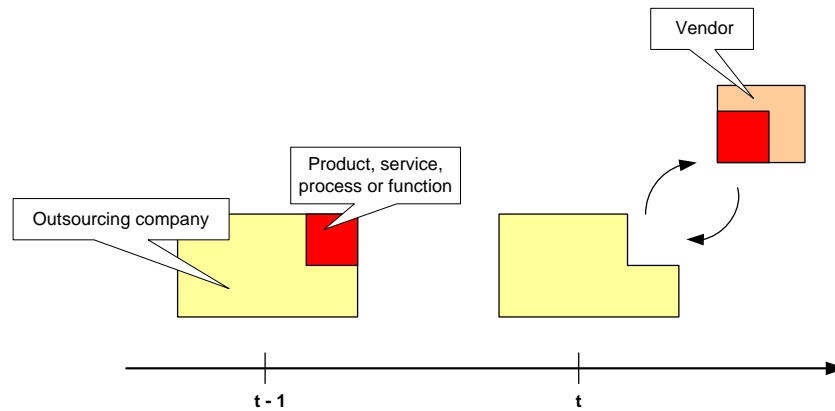 Vendor
Product, service,
process or function
Outsourcing company
t - 1
t